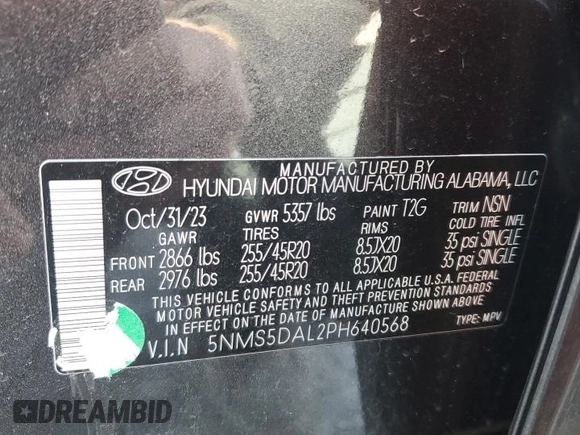 MANUFACTURED BY
HYUNDAI MOTOR MANUFACTURING ALABAMA, LLC
Oct/31/23 GVWR 5357 lbs PAINT T2G TRIM NSN
GAWR TIRES RIMS COLD TIRE INFL
FRONT 2866 lbs 255/45R20 8.5JX20 35 psi SINGLE
REAR 2976 lbs 255/45R20 8.5JX20 35 psi SINGLE
THIS VEHICLE CONFORMS TO ALL APPLICABLE U.S.A. FEDERAL
MOTOR VEHICLE SAFETY AND THEFT PREVENTION STANDARDS
IN EFFECT ON THE DATE OF MANUFACTURE SHOWN ABOVE.
V.I.N 5NMS5DAL2PH640568 TYPE: MPV
DREAMBID